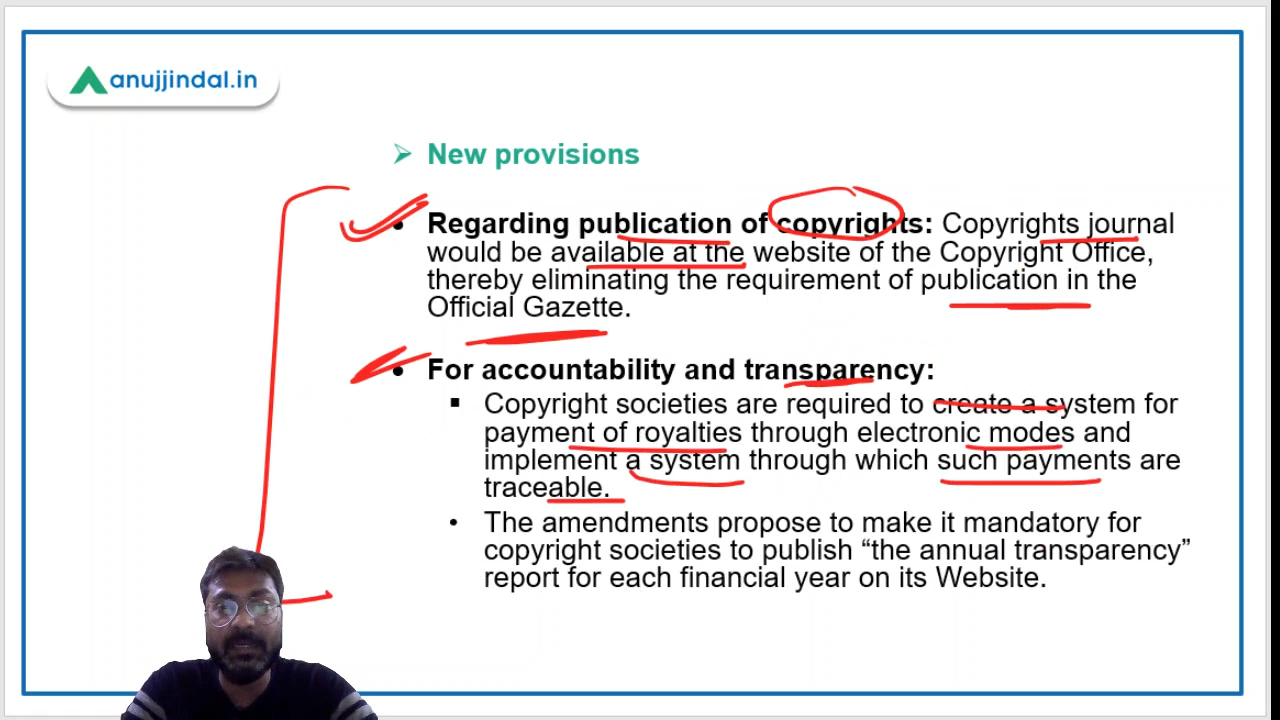 anujjindal.in
➢ New provisions
• Regarding publication of copyrights: Copyrights journal
would be available at the website of the Copyright Office,
thereby eliminating the requirement of publication in the
Official Gazette.
• For accountability and transparency:
▪ Copyright societies are required to create a system for
payment of royalties through electronic modes and
implement a system through which such payments are
traceable.
• The amendments propose to make it mandatory for
copyright societies to publish “the annual transparency”
report for each financial year on its Website.